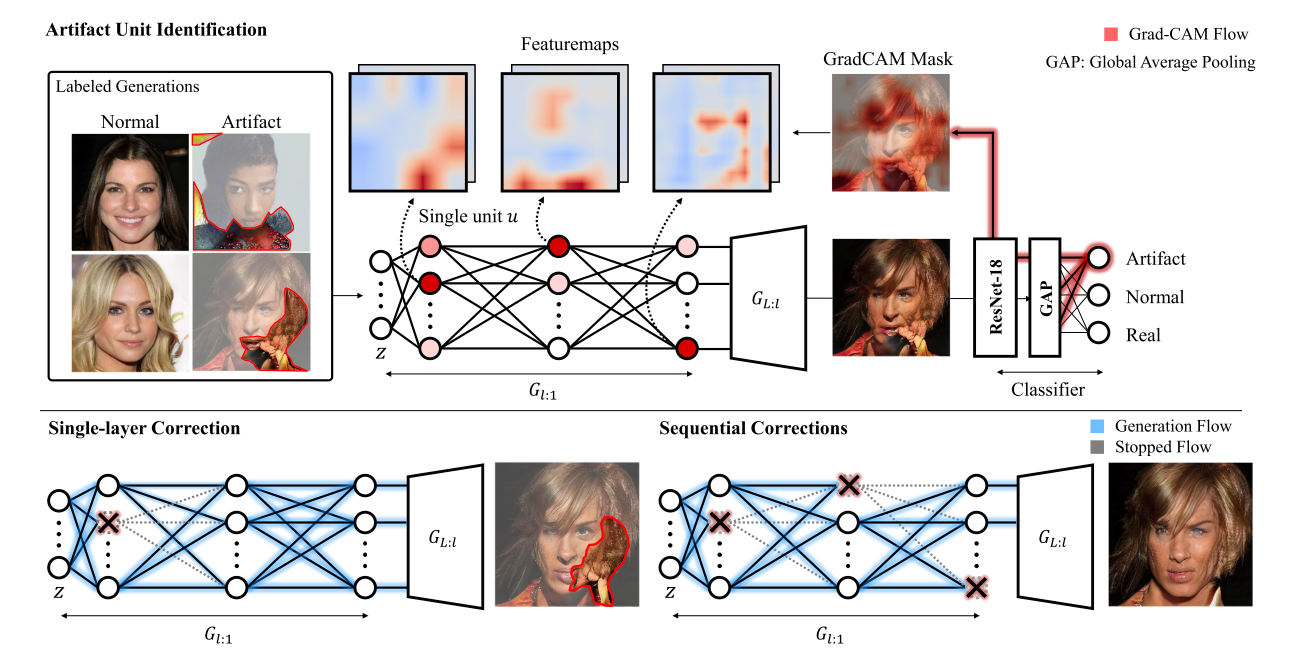 Artifact Unit Identification
Grad-CAM Flow
GAP: Global Average Pooling
Labeled Generations
Normal
Artifact
Featuremaps
GradCAM Mask
Single unit u
z
G_{l:1}
G_{L:l}
ResNet-18
GAP
Artifact
Normal
Real
Classifier
Single-layer Correction
z
G_{l:1}
G_{L:l}
Sequential Corrections
Generation Flow
Stopped Flow
z
G_{l:1}
G_{L:l}